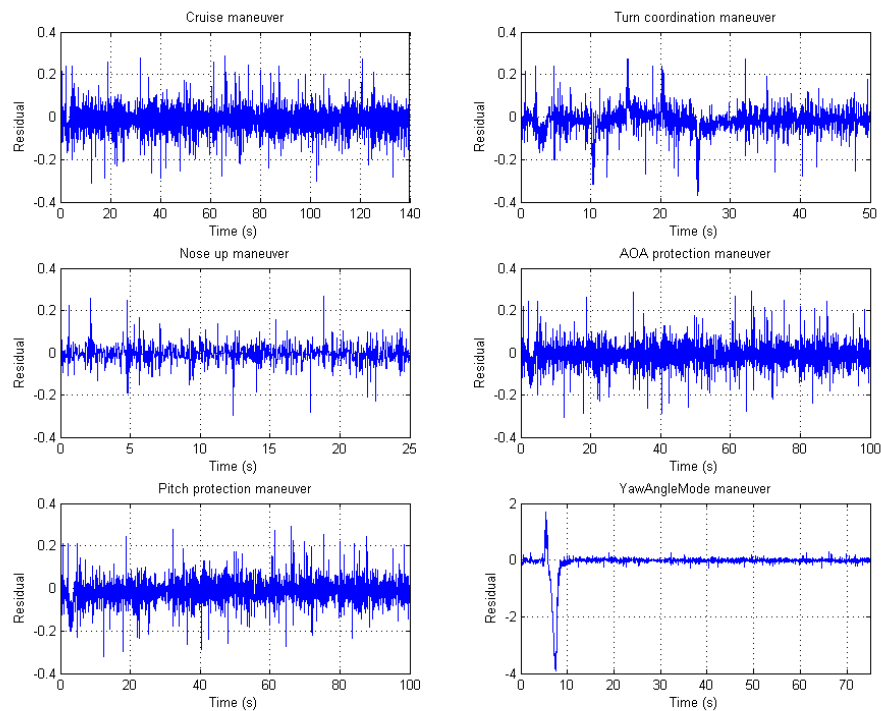 Cruise maneuver
0.4
0.2
0
-0.2
-0.4
Residual
0 20 40 60 80 100 120 140
Time (s)
Turn coordination maneuver
0.4
0.2
0
-0.2
-0.4
Residual
0 10 20 30 40 50
Time (s)
Nose up maneuver
0.4
0.2
0
-0.2
-0.4
Residual
0 5 10 15 20 25
Time (s)
AOA protection maneuver
0.4
0.2
0
-0.2
-0.4
Residual
0 20 40 60 80 100
Time (s)
Pitch protection maneuver
0.4
0.2
0
-0.2
-0.4
Residual
0 20 40 60 80 100
Time (s)
YawAngleMode maneuver
2
0
-2
-4
Residual
0 10 20 30 40 50 60 70
Time (s)